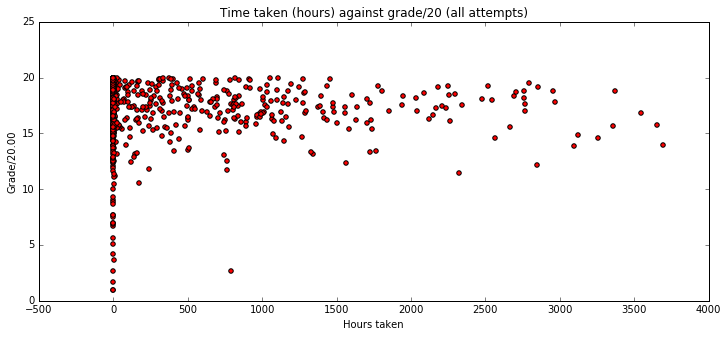 Time taken (hours) against grade/20 (all attempts)
25
20
15
10
5
0
Grade/20.00
−500 0 500 1000 1500 2000 2500 3000 3500 4000
Hours taken